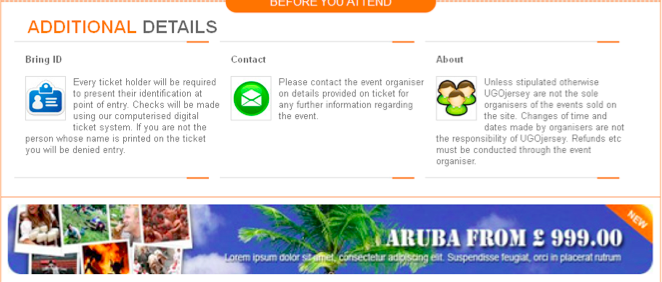 BEFORE YOU ATTEND
ADDITIONAL DETAILS
Bring ID
Every ticket holder will be required
to present their identification at
point of entry. Checks will be made
using our computerised digital
ticket system. If you are not the
person whose name is printed on the ticket
you will be denied entry.
Contact
Please contact the event organiser
on details provided on ticket for
any further information regarding
the event.
About
Unless stipulated otherwise
UGOjersey are not the sole
organisers of the events sold on
the site. Changes of time and
dates made by organisers are not
the responsibility of UGOjersey. Refunds etc
must be conducted through the event
organiser.
NEW
ARUBA FROM £ 999.00
Lorem ipsum dolor sit amet, consectetur adipiscing elit. Suspendisse feugiat, orci in placerat rutrum